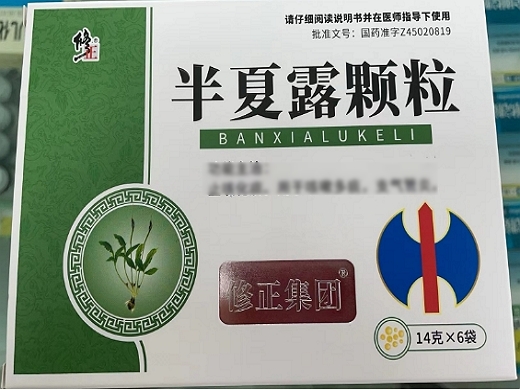 请仔细阅读说明书并在医师指导下使用
批准文号：国药准字Z45020819
修正
半夏露颗粒
BANXIALUKELI
修正集团®
14克×6袋